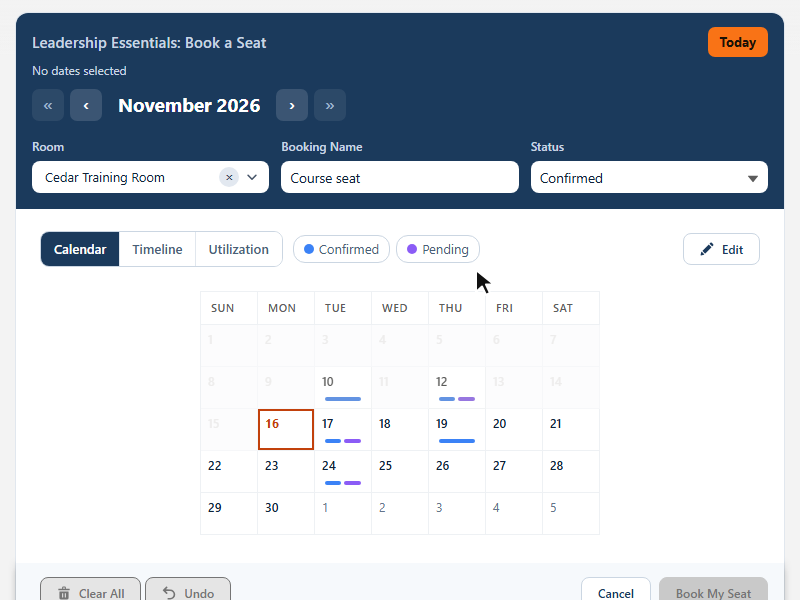 Leadership Essentials: Book a Seat
Today
No dates selected
« ‹ November 2026 › »
Room Booking Name Status
Cedar Training Room × Course seat Confirmed
Calendar Timeline Utilization Confirmed Pending Edit
SUN MON TUE WED THU FRI SAT
1 2 3 4 5 6 7
8 9 10 11 12 13 14
15 16 17 18 19 20 21
22 23 24 25 26 27 28
29 30 1 2 3 4 5
Clear All Undo Cancel Book My Seat